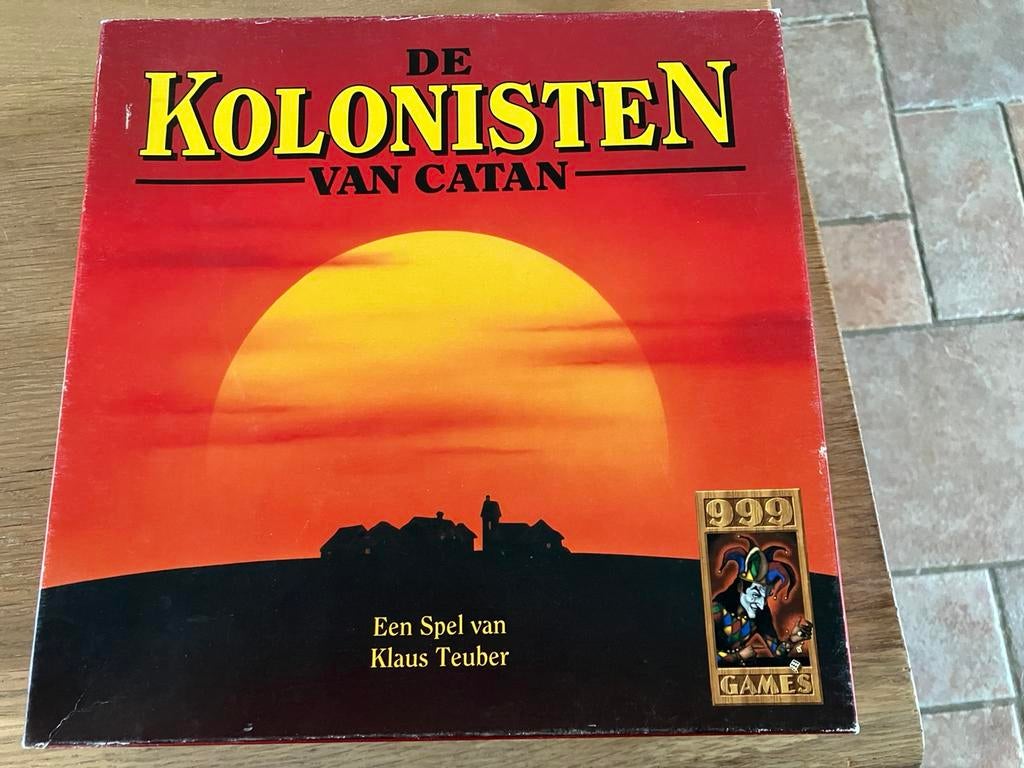 DE
KOLONISTEN
VAN CATAN
Een Spel van
Klaus Teuber
999
GAMES